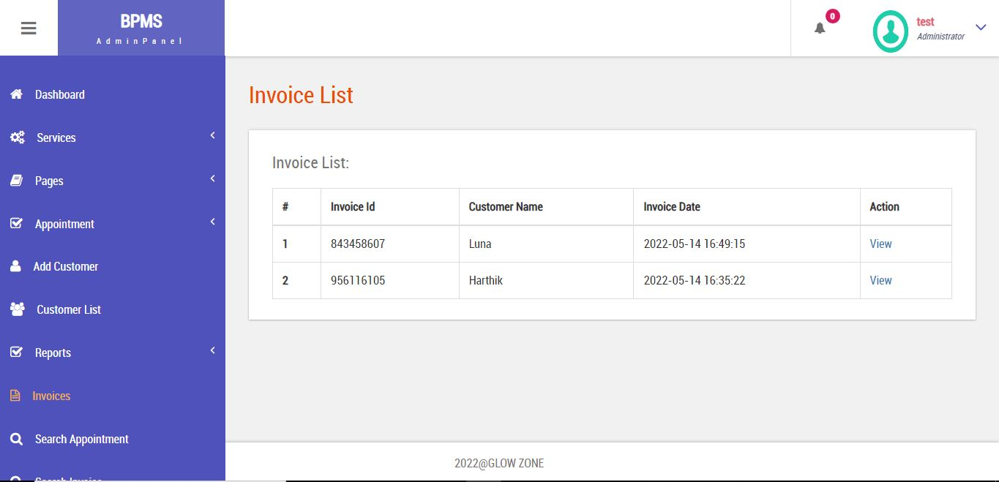 BPMS
AdminPanel
0
test
Administrator
Dashboard
Services
Pages
Appointment
Add Customer
Customer List
Reports
Invoices
Search Appointment
Search Invoice
Invoice List
Invoice List:
# Invoice Id Customer Name Invoice Date Action
1 843458607 Luna 2022-05-14 16:49:15 View
2 956116105 Harthik 2022-05-14 16:35:22 View
2022@GLOW ZONE